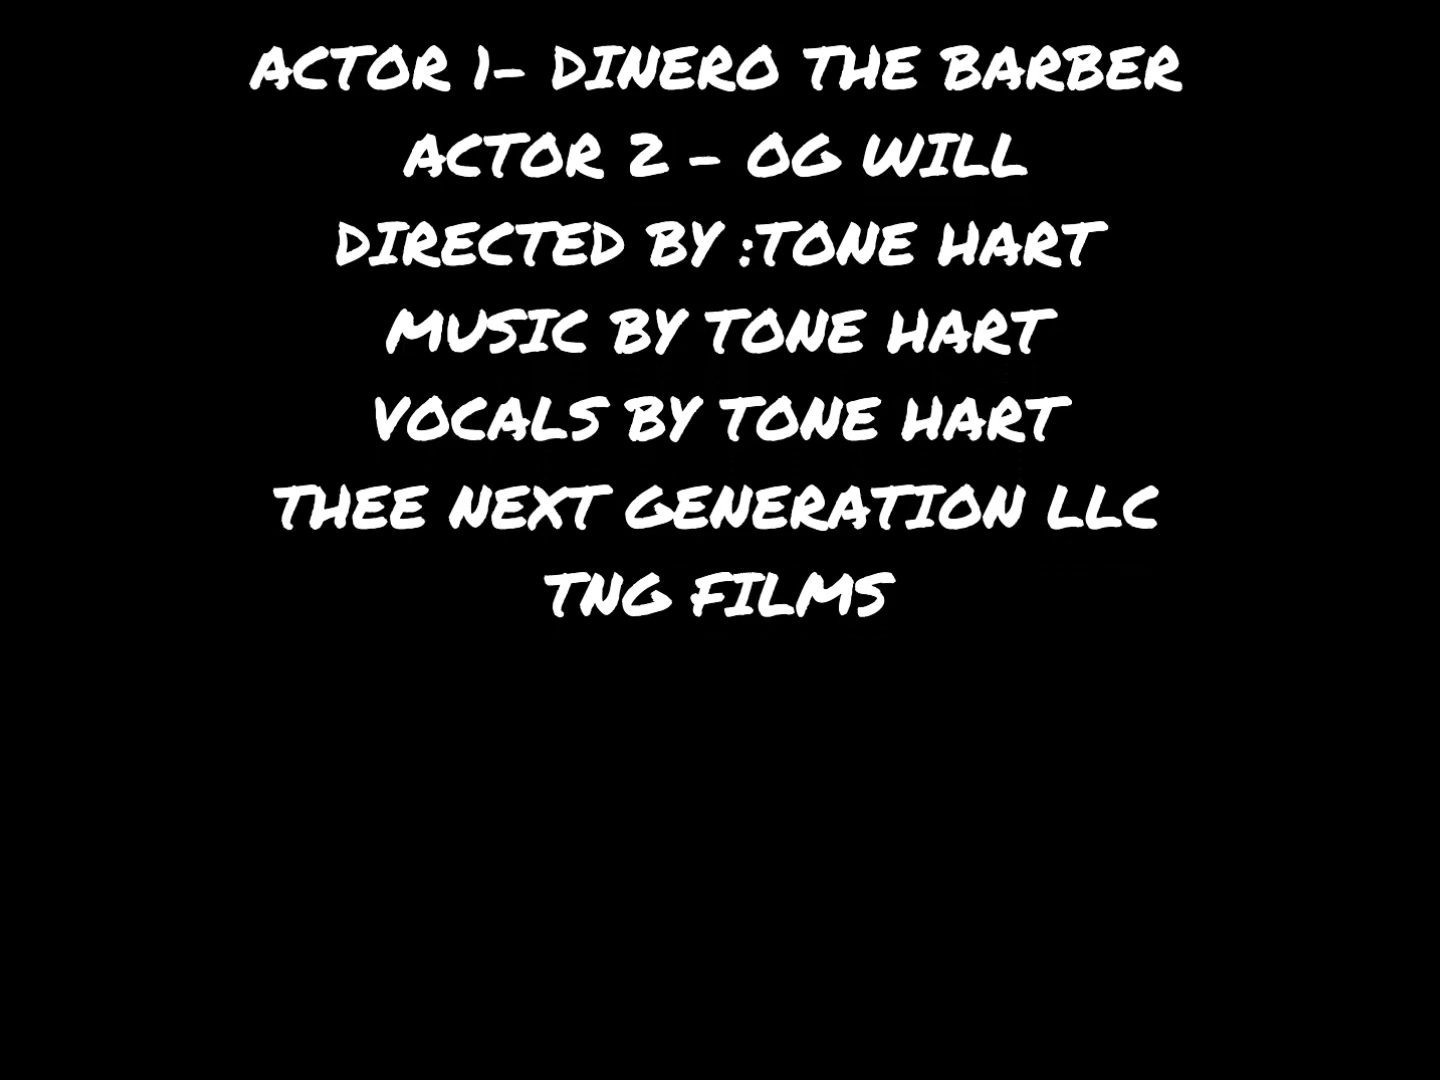 ACTOR 1- DINERO THE BARBER
ACTOR 2 - OG WILL
DIRECTED BY :TONE HART
MUSIC BY TONE HART
VOCALS BY TONE HART
THEE NEXT GENERATION LLC
TNG FILMS